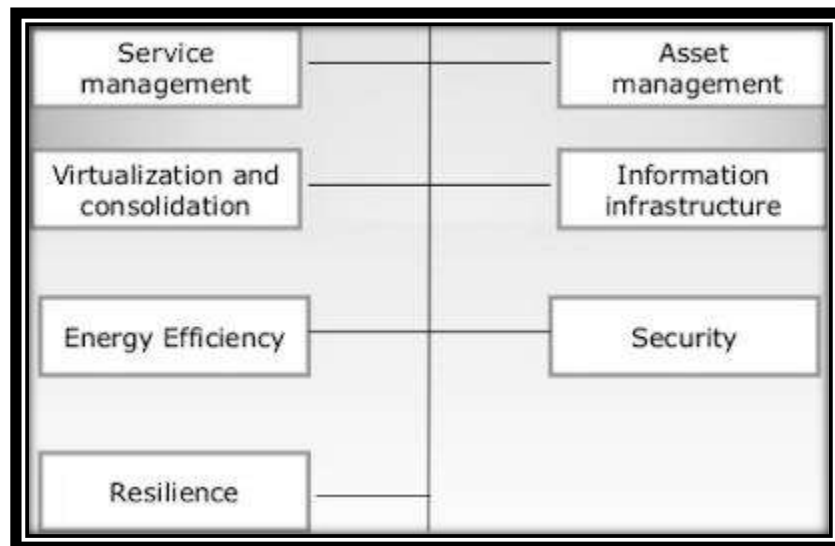 Service
management
Asset
management
Virtualization and
consolidation
Information
infrastructure
Energy Efficiency
Security
Resilience